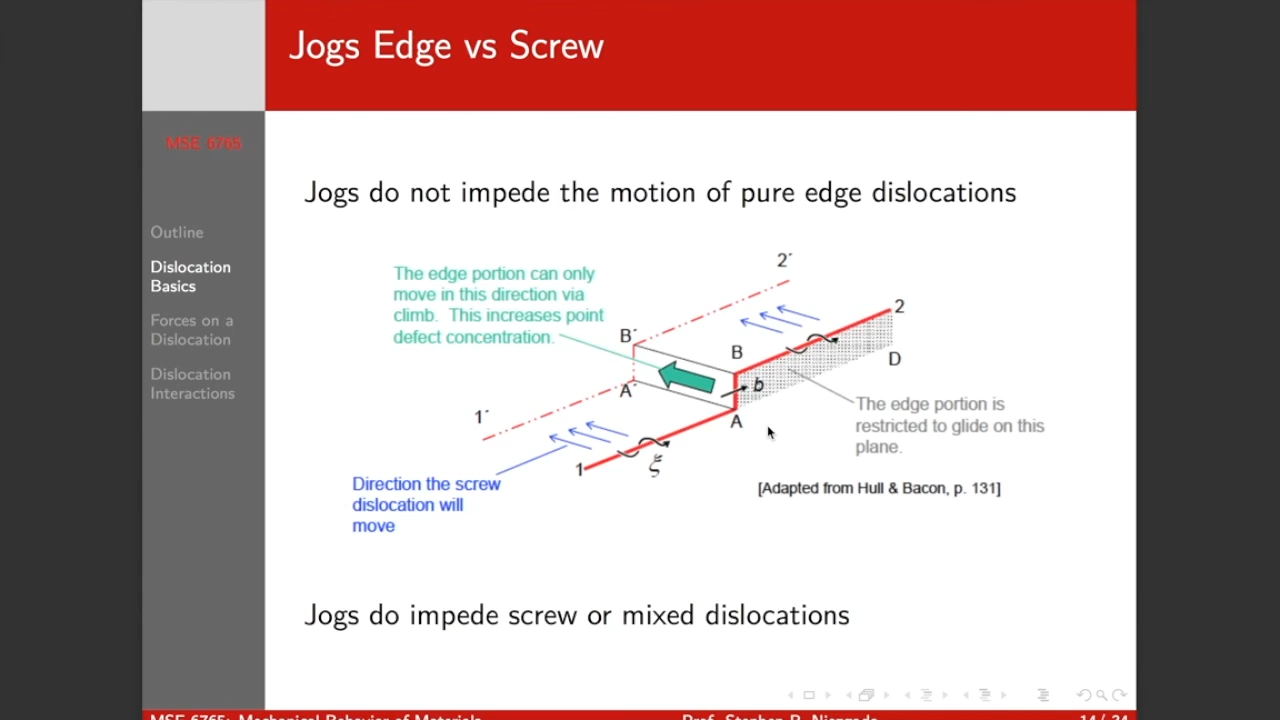 Jogs Edge vs Screw
MSE 6765
Outline
Dislocation
Basics
Forces on a
Dislocation
Dislocation
Interactions
Jogs do not impede the motion of pure edge dislocations
The edge portion can only
move in this direction via
climb. This increases point
defect concentration.
2´
2
B´
B
D
b
A´
A
1´
1
ξ
The edge portion is
restricted to glide on this
plane.
Direction the screw
dislocation will
move
[Adapted from Hull & Bacon, p. 131]
Jogs do impede screw or mixed dislocations
MSE 6765: Mechanical Behavior of Materials
Prof. Stephen
14 / 34